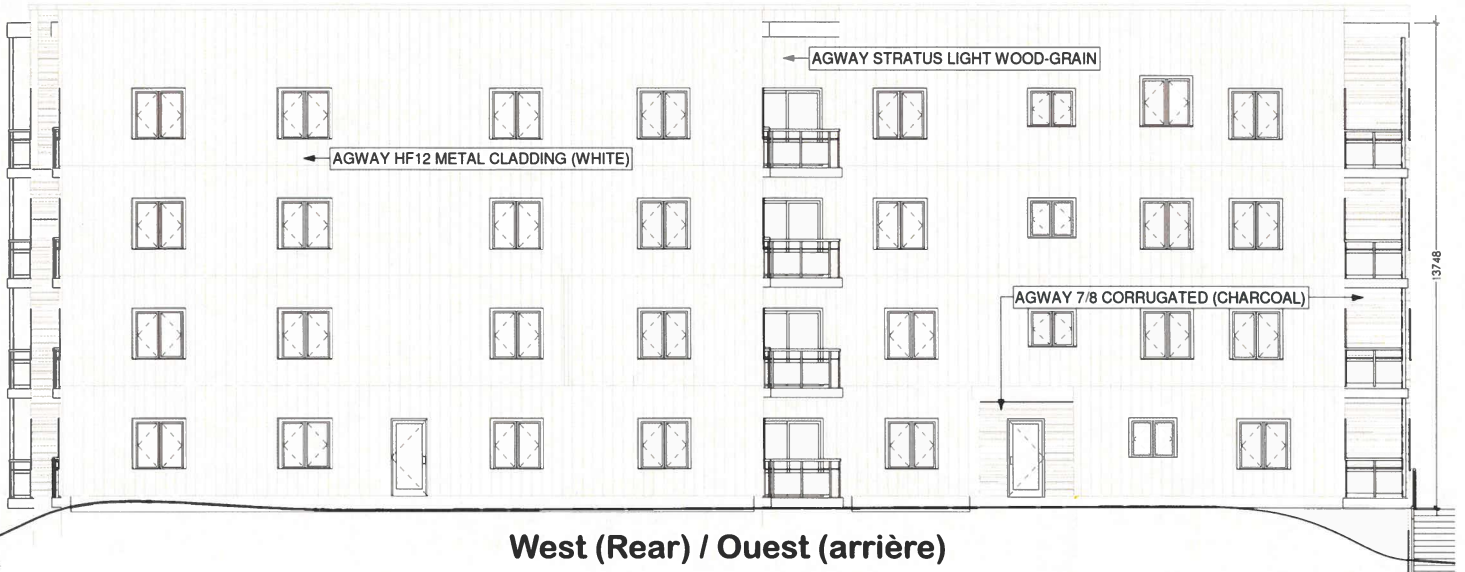 AGWAY STRATUS LIGHT WOOD-GRAIN
AGWAY HF12 METAL CLADDING (WHITE)
13748
AGWAY 7/8 CORRUGATED (CHARCOAL)
West (Rear) / Ouest (arrière)